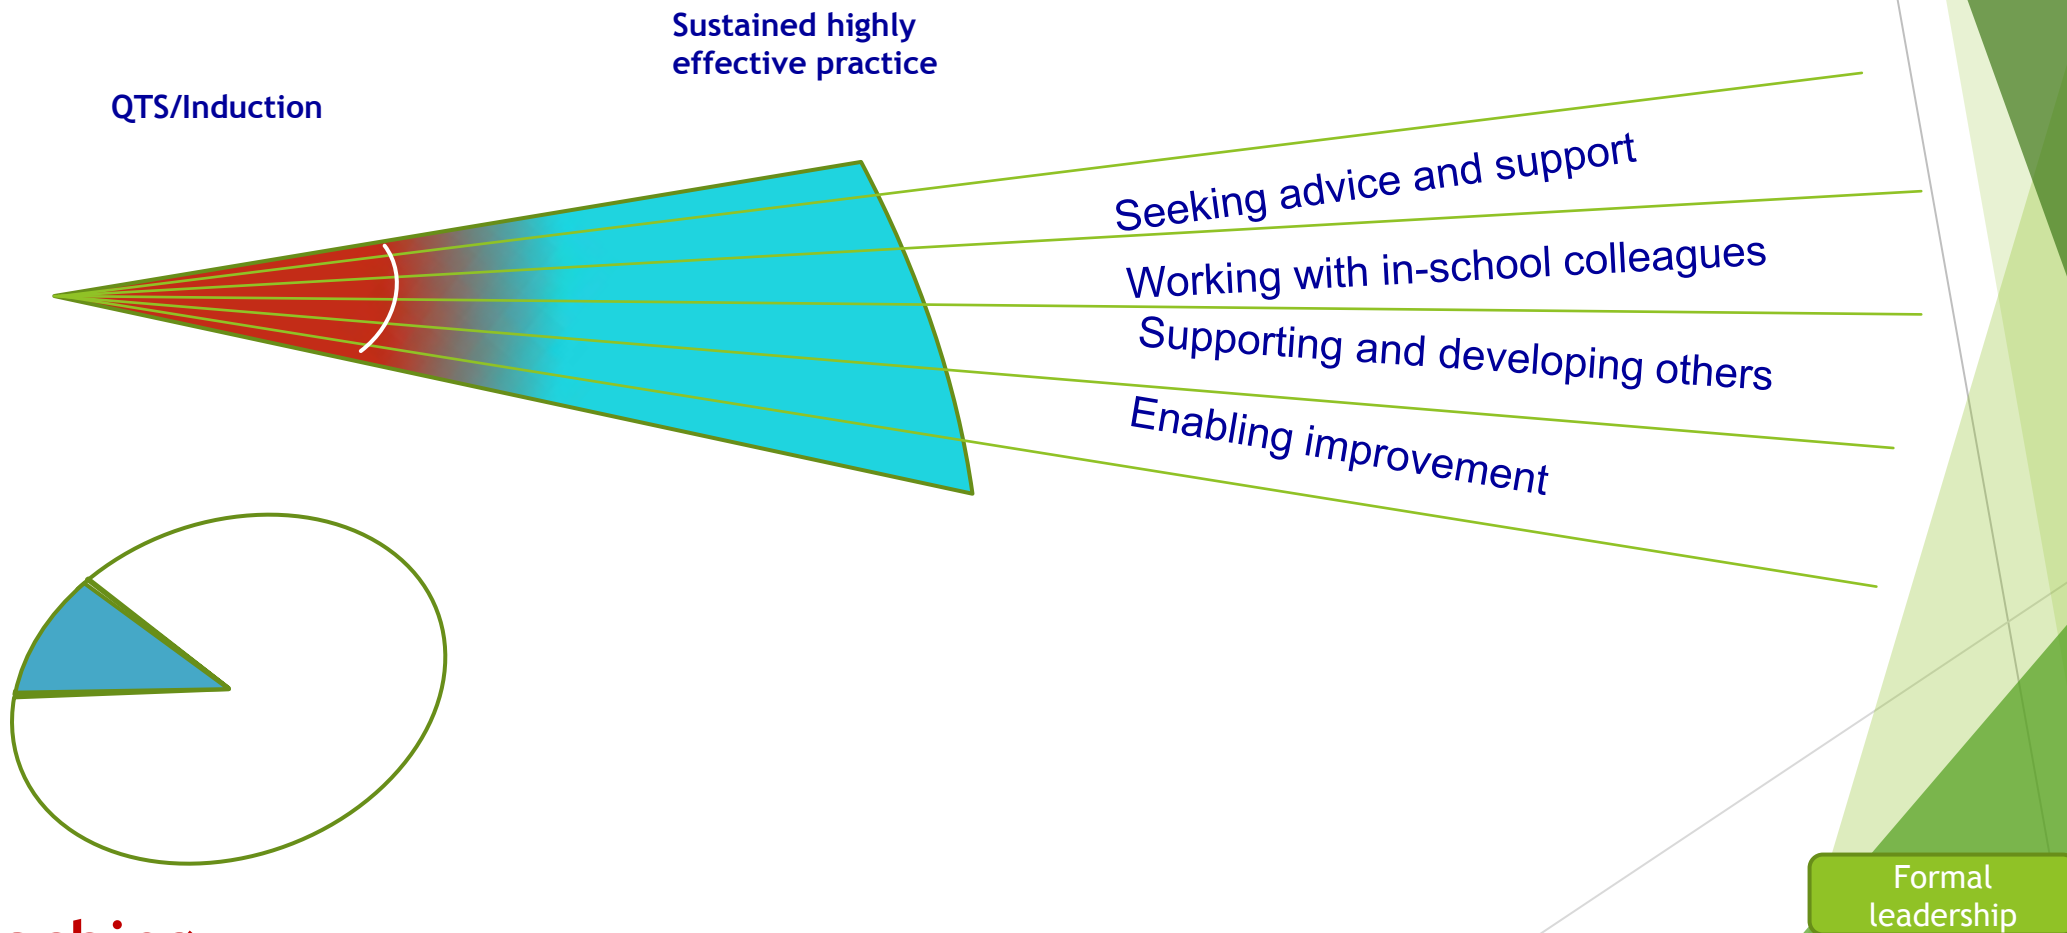 Sustained highly
effective practice
QTS/Induction
Seeking advice and support
Working with in-school colleagues
Supporting and developing others
Enabling improvement
Formal
leadership